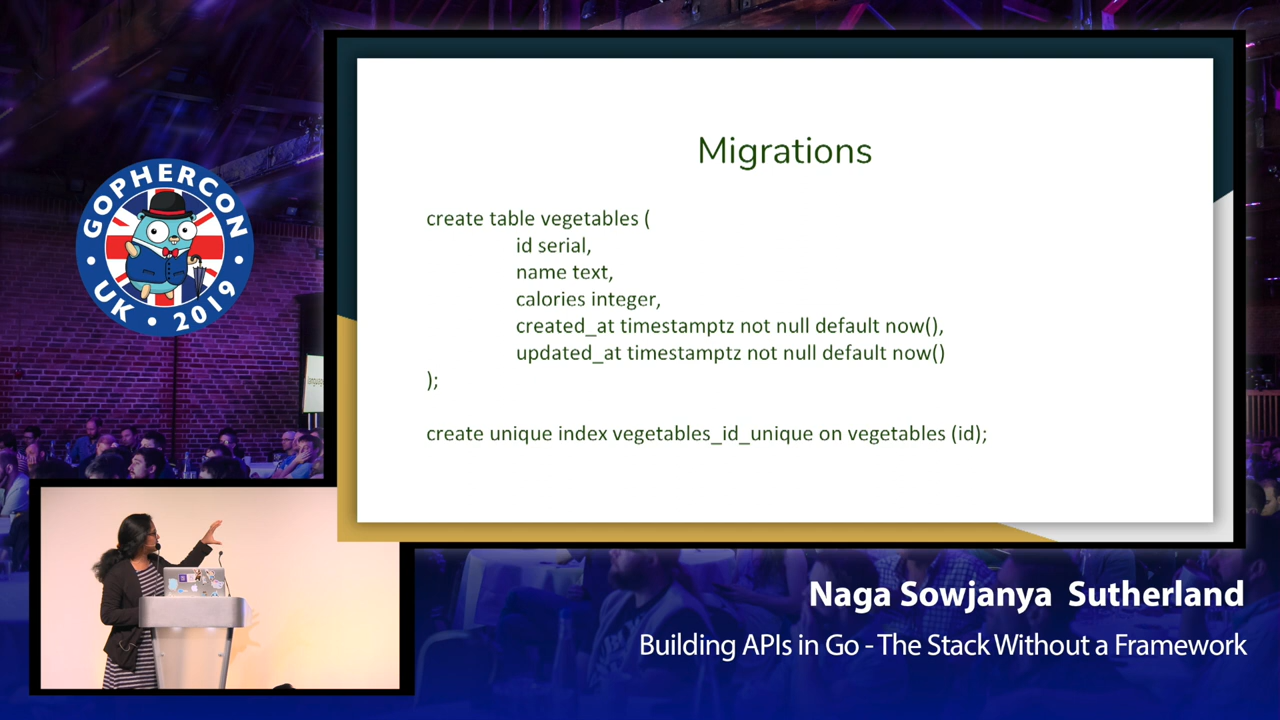 GOPHERCON
UK • 2019
Migrations
create table vegetables (
id serial,
name text,
calories integer,
created_at timestamptz not null default now(),
updated_at timestamptz not null default now()
);
create unique index vegetables_id_unique on vegetables (id);
Naga Sowjanya Sutherland
Building APIs in Go - The Stack Without a Framework